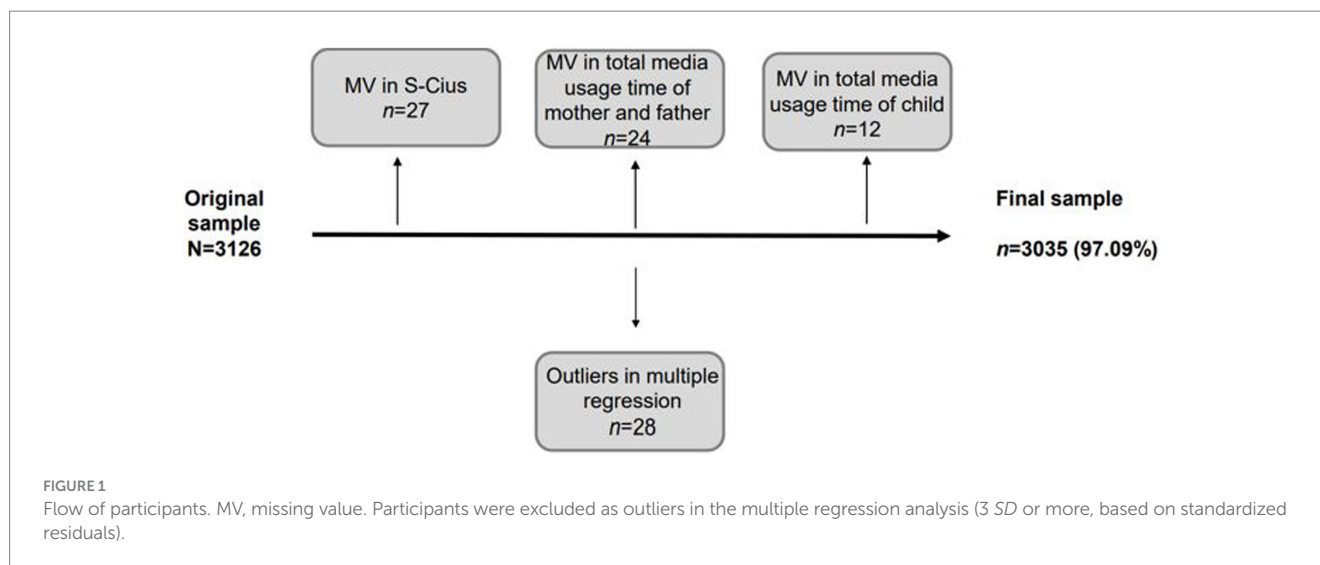 MV in S-Cius
n=27
MV in total media
usage time of
mother and father
n=24
MV in total media
usage time of child
n=12
Original
sample
N=3126
Final sample
n=3035 (97.09%)
Outliers in multiple
regression
n=28
FIGURE 1
Flow of participants. MV, missing value. Participants were excluded as outliers in the multiple regression analysis (3 SD or more, based on standardized
residuals).